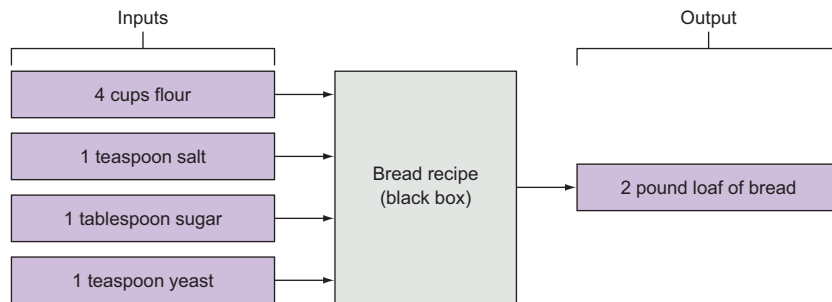 Inputs
Output
4 cups flour
1 teaspoon salt
1 tablespoon sugar
1 teaspoon yeast
Bread recipe
(black box)
2 pound loaf of bread